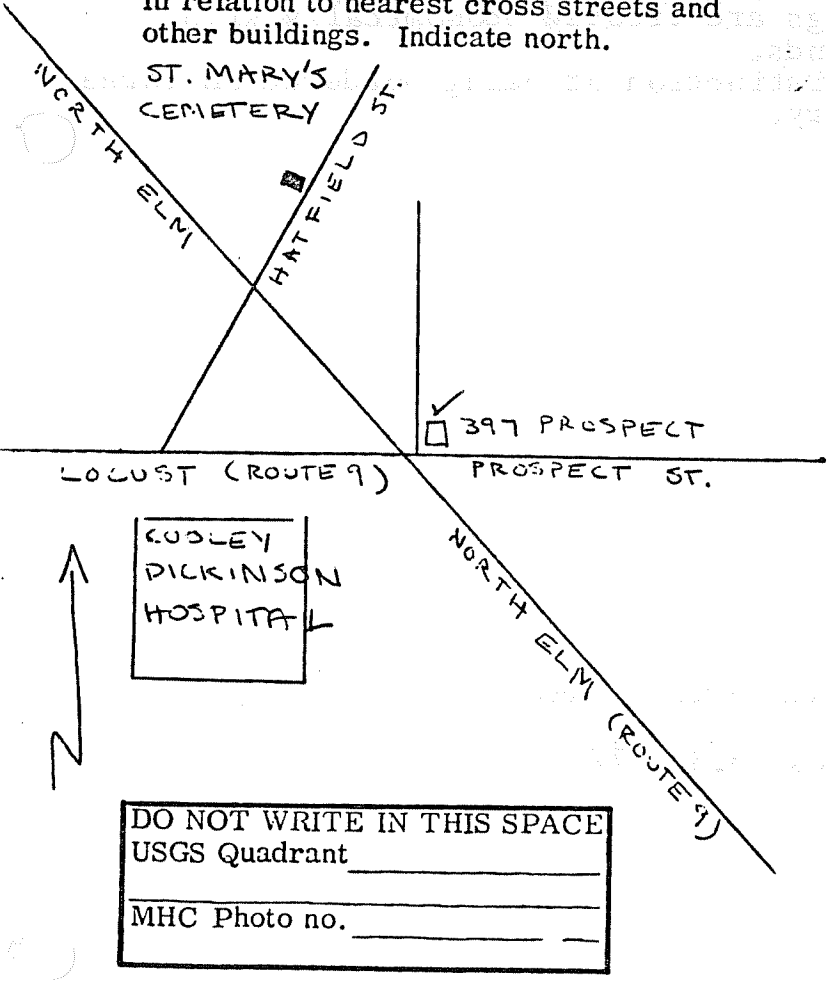 in relation to nearest cross streets and
other buildings. Indicate north.
NORTH ELM
ST. MARY'S
CEMETERY
HATFIELD ST.
397 PROSPECT
LOCUST (ROUTE 9)
PROSPECT ST.
COOLEY
DICKINSON
HOSPITAL
NORTH ELM (ROUTE 9)
N
DO NOT WRITE IN THIS SPACE
USGS Quadrant
MHC Photo no.